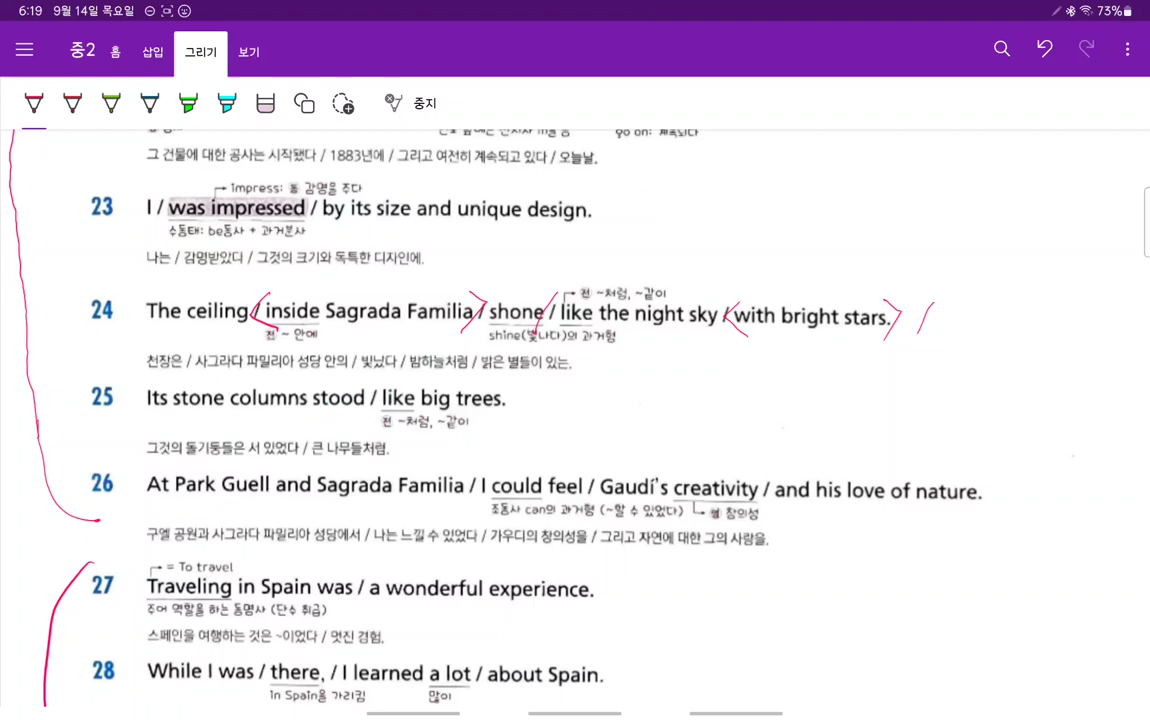 6:19 9월 14일 목요일 73%
중2 홈 삽입 그리기 보기
중지
go on: 계속되다
그 건물에 대한 공사는 시작됐다 / 1883년에 / 그리고 여전히 계속되고 있다 / 오늘날.
impress: 동 감명을 주다
23 I / was impressed / by its size and unique design.
수동태: be동사 + 과거분사
나는 / 감명받았다 / 그것의 크기와 독특한 디자인에.
전 ~처럼, ~같이
24 The ceiling / inside Sagrada Familia / shone / like the night sky / with bright stars.
전 ~ 안에 shine(빛나다)의 과거형
천장은 / 사그라다 파밀리아 성당 안의 / 빛났다 / 밤하늘처럼 / 밝은 별들이 있는.
25 Its stone columns stood / like big trees.
전 ~처럼, ~같이
그것의 돌기둥들은 서 있었다 / 큰 나무들처럼.
26 At Park Guell and Sagrada Familia / I could feel / Gaudí's creativity / and his love of nature.
조동사 can의 과거형 (~할 수 있었다) 명 창의성
구엘 공원과 사그라다 파밀리아 성당에서 / 나는 느낄 수 있었다 / 가우디의 창의성을 / 그리고 자연에 대한 그의 사랑을.
= To travel
27 Traveling in Spain was / a wonderful experience.
주어 역할을 하는 동명사 (단수 취급)
스페인을 여행하는 것은 ~이었다 / 멋진 경험.
28 While I was / there, / I learned a lot / about Spain.
in Spain을 가리킴 많이